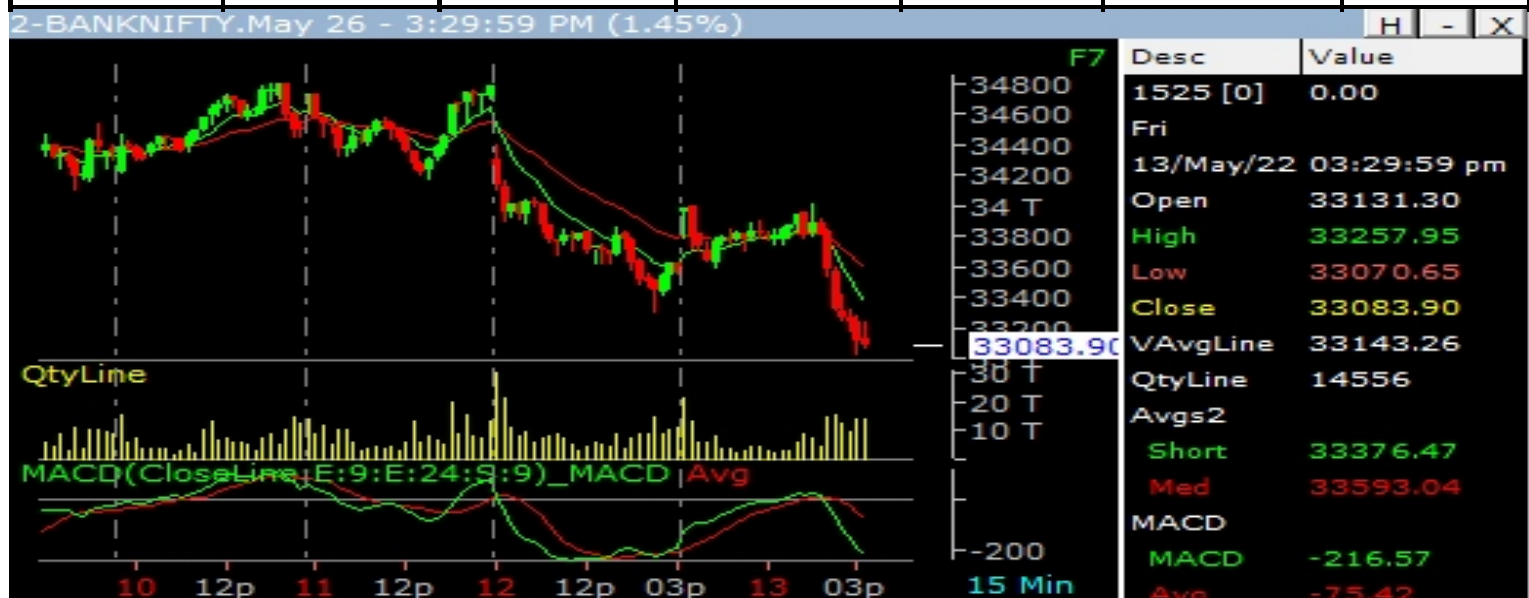 2-BANKNIFTY.May 26 - 3:29:59 PM (1.45%)
H - X
F7
34800
34600
34400
34200
34 T
33800
33600
33400
33200
33083.90
QtyLine
30 T
20 T
10 T
MACD(CloseLine,E:9:E:24:S:9)_MACD Avg
-200
10 12p 11 12p 12 12p 03p 13 03p
15 Min
Desc Value
1525 [0] 0.00
Fri
13/May/22 03:29:59 pm
Open 33131.30
High 33257.95
Low 33070.65
Close 33083.90
VAvgLine 33143.26
QtyLine 14556
Avgs2
Short 33376.47
Med 33593.04
MACD
MACD -216.57
Avg -75.42